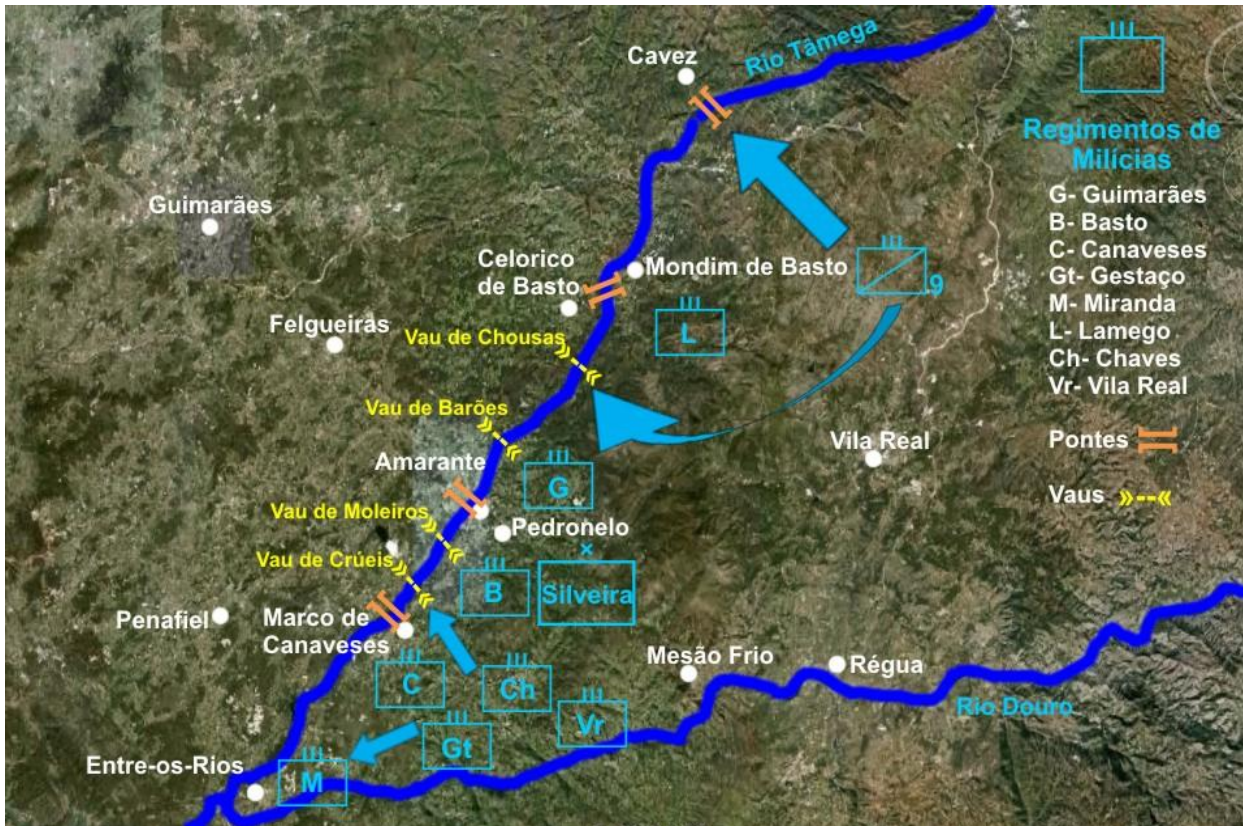 Cavez
Rio Tâmega
Regimentos de
Milícias
G- Guimarães
B- Basto
C- Canaveses
Gt- Gestaço
M- Miranda
L- Lamego
Ch- Chaves
Vr- Vila Real
Pontes
Vaus
Guimarães
Celorico
de Basto
Mondim de Basto
9
L
Felgueiras
Vau de Chousas
Vau de Barões
Vila Real
Amarante
G
Vau de Moleiros
Pedronelo
Vau de Crúeis
B
Silveira
Penafiel
Marco de
Canaveses
C
Ch
Mesão Frio
Régua
Rio Douro
Vr
Gt
Entre-os-Rios
M